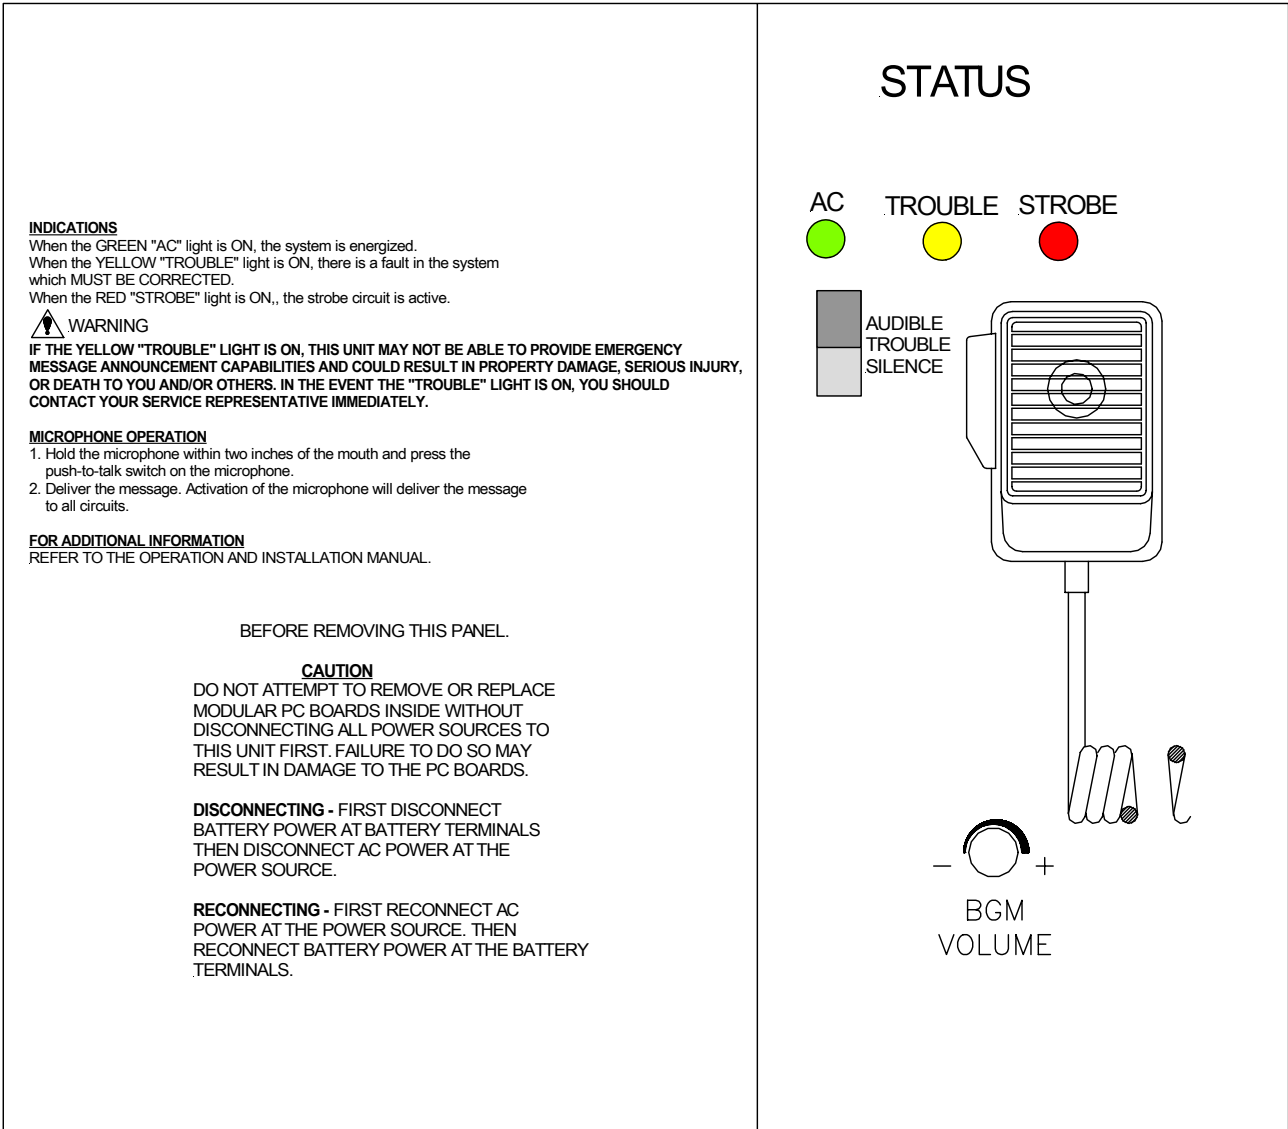 INDICATIONS
When the GREEN "AC" light is ON, the system is energized.
When the YELLOW "TROUBLE" light is ON, there is a fault in the system
which MUST BE CORRECTED.
When the RED "STROBE" light is ON,, the strobe circuit is active.
WARNING
IF THE YELLOW "TROUBLE" LIGHT IS ON, THIS UNIT MAY NOT BE ABLE TO PROVIDE EMERGENCY
MESSAGE ANNOUNCEMENT CAPABILITIES AND COULD RESULT IN PROPERTY DAMAGE, SERIOUS INJURY,
OR DEATH TO YOU AND/OR OTHERS. IN THE EVENT THE "TROUBLE" LIGHT IS ON, YOU SHOULD
CONTACT YOUR SERVICE REPRESENTATIVE IMMEDIATELY.
MICROPHONE OPERATION
1. Hold the microphone within two inches of the mouth and press the
push-to-talk switch on the microphone.
2. Deliver the message. Activation of the microphone will deliver the message
to all circuits.
FOR ADDITIONAL INFORMATION
REFER TO THE OPERATION AND INSTALLATION MANUAL.
BEFORE REMOVING THIS PANEL.
CAUTION
DO NOT ATTEMPT TO REMOVE OR REPLACE
MODULAR PC BOARDS INSIDE WITHOUT
DISCONNECTING ALL POWER SOURCES TO
THIS UNIT FIRST. FAILURE TO DO SO MAY
RESULT IN DAMAGE TO THE PC BOARDS.
DISCONNECTING - FIRST DISCONNECT
BATTERY POWER AT BATTERY TERMINALS
THEN DISCONNECT AC POWER AT THE
POWER SOURCE.
RECONNECTING - FIRST RECONNECT AC
POWER AT THE POWER SOURCE. THEN
RECONNECT BATTERY POWER AT THE BATTERY
TERMINALS.
STATUS
AC TROUBLE STROBE
AUDIBLE
TROUBLE
SILENCE
- +
BGM
VOLUME